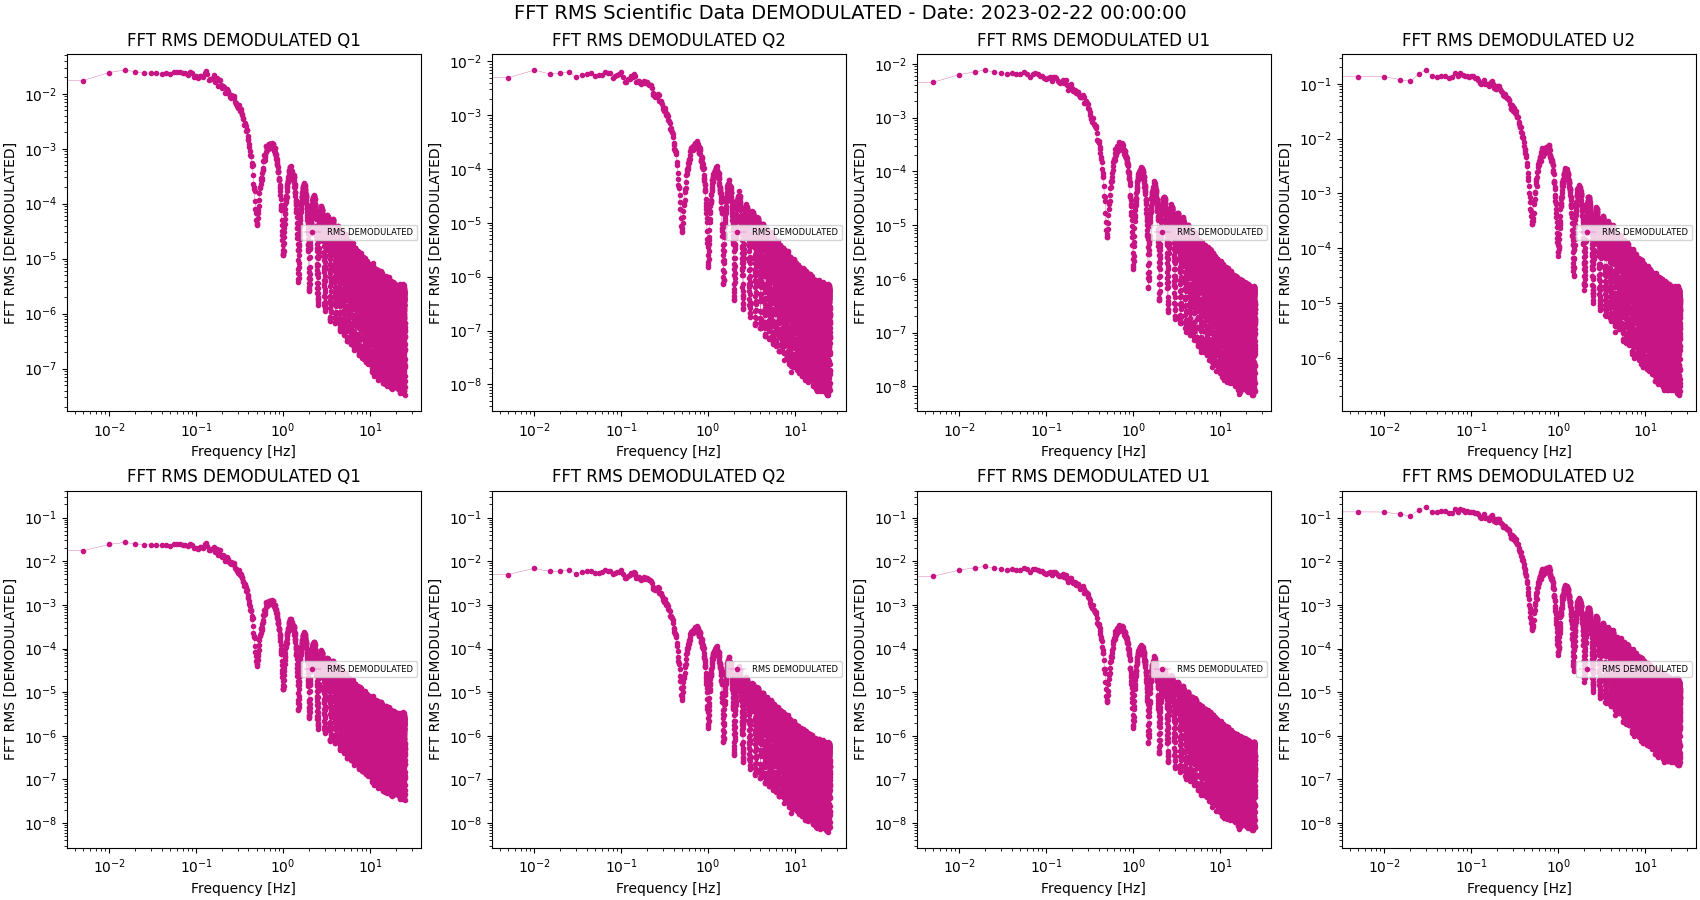 FFT RMS Scientific Data DEMODULATED - Date: 2023-02-22 00:00:00
FFT RMS DEMODULATED Q1
FFT RMS [DEMODULATED]
10⁻²
10⁻³
10⁻⁴
10⁻⁵
10⁻⁶
10⁻⁷
RMS DEMODULATED
10⁻² 10⁻¹ 10⁰ 10¹
Frequency [Hz]
FFT RMS DEMODULATED Q2
FFT RMS [DEMODULATED]
10⁻²
10⁻³
10⁻⁴
10⁻⁵
10⁻⁶
10⁻⁷
10⁻⁸
RMS DEMODULATED
10⁻² 10⁻¹ 10⁰ 10¹
Frequency [Hz]
FFT RMS DEMODULATED U1
FFT RMS [DEMODULATED]
10⁻²
10⁻³
10⁻⁴
10⁻⁵
10⁻⁶
10⁻⁷
10⁻⁸
RMS DEMODULATED
10⁻² 10⁻¹ 10⁰ 10¹
Frequency [Hz]
FFT RMS DEMODULATED U2
FFT RMS [DEMODULATED]
10⁻¹
10⁻²
10⁻³
10⁻⁴
10⁻⁵
10⁻⁶
RMS DEMODULATED
10⁻² 10⁻¹ 10⁰ 10¹
Frequency [Hz]
FFT RMS DEMODULATED Q1
FFT RMS [DEMODULATED]
10⁻¹
10⁻²
10⁻³
10⁻⁴
10⁻⁵
10⁻⁶
10⁻⁷
10⁻⁸
RMS DEMODULATED
10⁻² 10⁻¹ 10⁰ 10¹
Frequency [Hz]
FFT RMS DEMODULATED Q2
FFT RMS [DEMODULATED]
10⁻¹
10⁻²
10⁻³
10⁻⁴
10⁻⁵
10⁻⁶
10⁻⁷
10⁻⁸
RMS DEMODULATED
10⁻² 10⁻¹ 10⁰ 10¹
Frequency [Hz]
FFT RMS DEMODULATED U1
FFT RMS [DEMODULATED]
10⁻¹
10⁻²
10⁻³
10⁻⁴
10⁻⁵
10⁻⁶
10⁻⁷
10⁻⁸
RMS DEMODULATED
10⁻² 10⁻¹ 10⁰ 10¹
Frequency [Hz]
FFT RMS DEMODULATED U2
FFT RMS [DEMODULATED]
10⁻¹
10⁻²
10⁻³
10⁻⁴
10⁻⁵
10⁻⁶
10⁻⁷
10⁻⁸
RMS DEMODULATED
10⁻² 10⁻¹ 10⁰ 10¹
Frequency [Hz]